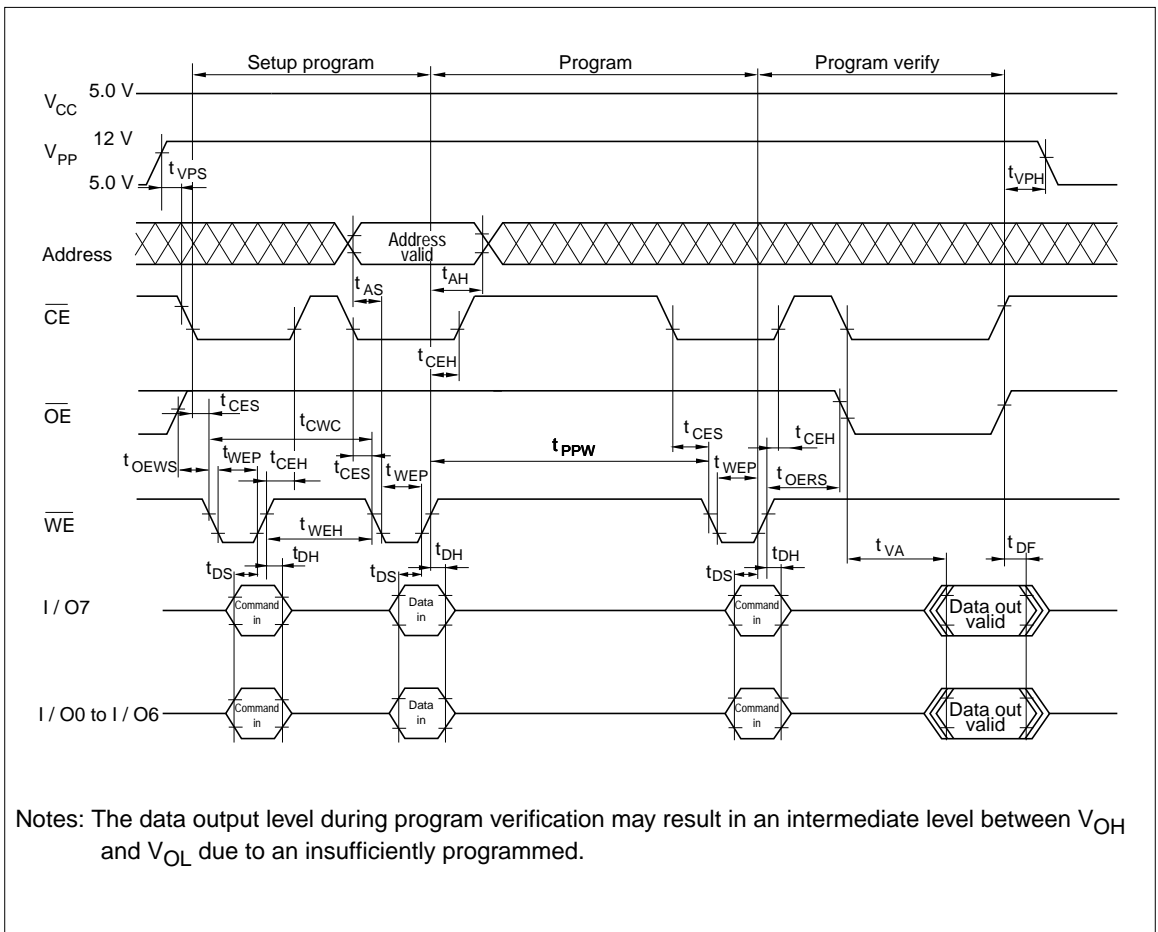 Setup program Program Program verify
VCC 5.0 V
VPP 12 V
5.0 V
tVPS tVPH
Address Address valid
tAS tAH
CE
tCEH
OE tCES
tCWC tCES tCEH
tOEWS tWEP tCEH tCES tWEP tPPW tWEP tOERS
WE tWEH
tDS tDH tDS tDH tDS tDH tVA tDF
I / O7 Command in Data in Command in Data out valid
I / O0 to I / O6 Command in Data in Command in Data out valid
Notes: The data output level during program verification may result in an intermediate level between VOH
and VOL due to an insufficiently programmed.